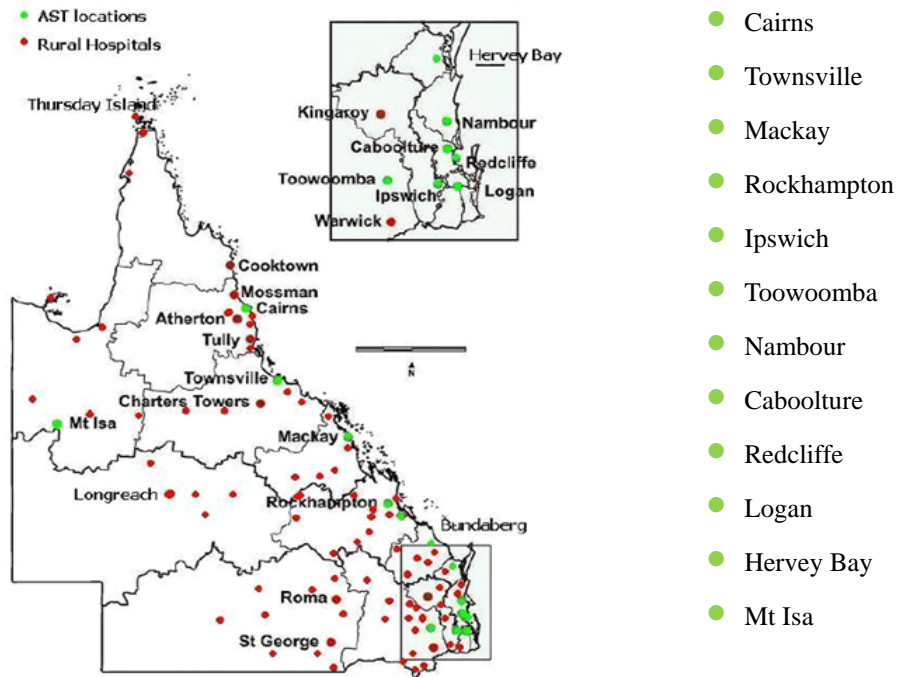 AST locations
Rural Hospitals
Thursday Island
Hervey Bay
Kingaroy
Nambour
Caboolture
Redcliffe
Toowoomba
Ipswich
Logan
Warwick
Cooktown
Mossman
Cairns
Atherton
Tully
Townsville
Charters Towers
Mt Isa
Mackay
Longreach
Rockhampton
Bundaberg
Roma
St George
N
Cairns
Townsville
Mackay
Rockhampton
Ipswich
Toowoomba
Nambour
Caboolture
Redcliffe
Logan
Hervey Bay
Mt Isa